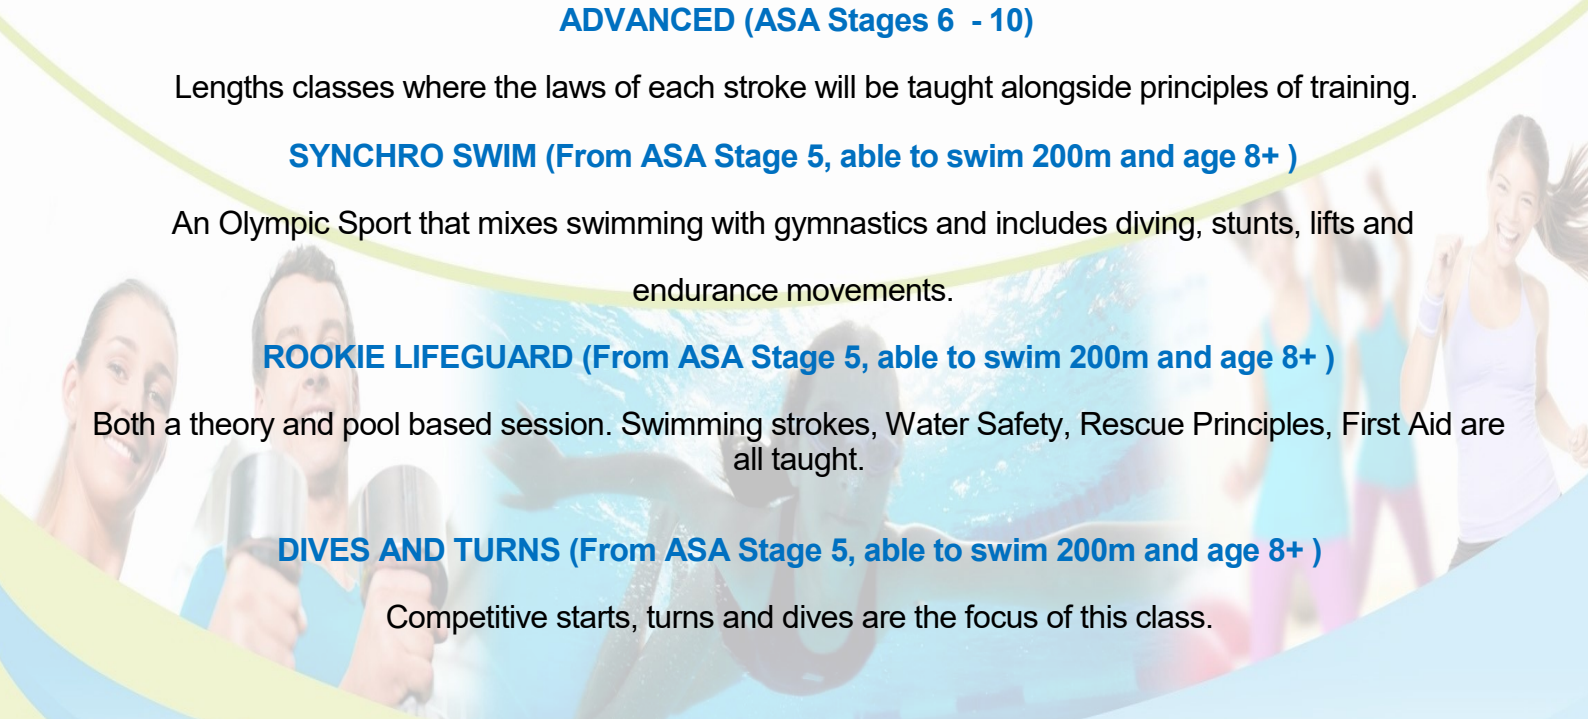 ADVANCED (ASA Stages 6  - 10)
Lengths classes where the laws of each stroke will be taught alongside principles of training.
SYNCHRO SWIM (From ASA Stage 5, able to swim 200m and age 8+ )
An Olympic Sport that mixes swimming with gymnastics and includes diving, stunts, lifts and
endurance movements.
ROOKIE LIFEGUARD (From ASA Stage 5, able to swim 200m and age 8+ )
Both a theory and pool based session. Swimming strokes, Water Safety, Rescue Principles, First Aid are
all taught.
DIVES AND TURNS (From ASA Stage 5, able to swim 200m and age 8+ )
Competitive starts, turns and dives are the focus of this class.